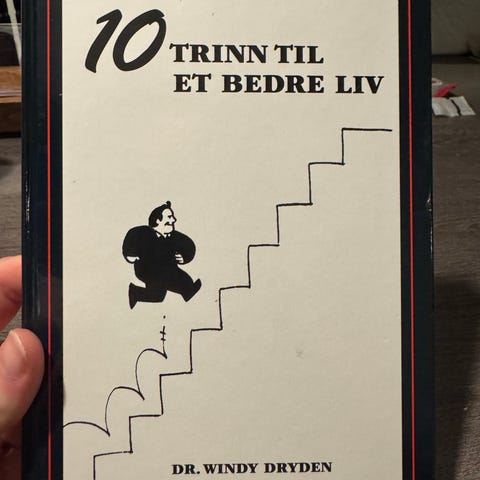 10 TRINN TIL
ET BEDRE LIV
DR. WINDY DRYDEN